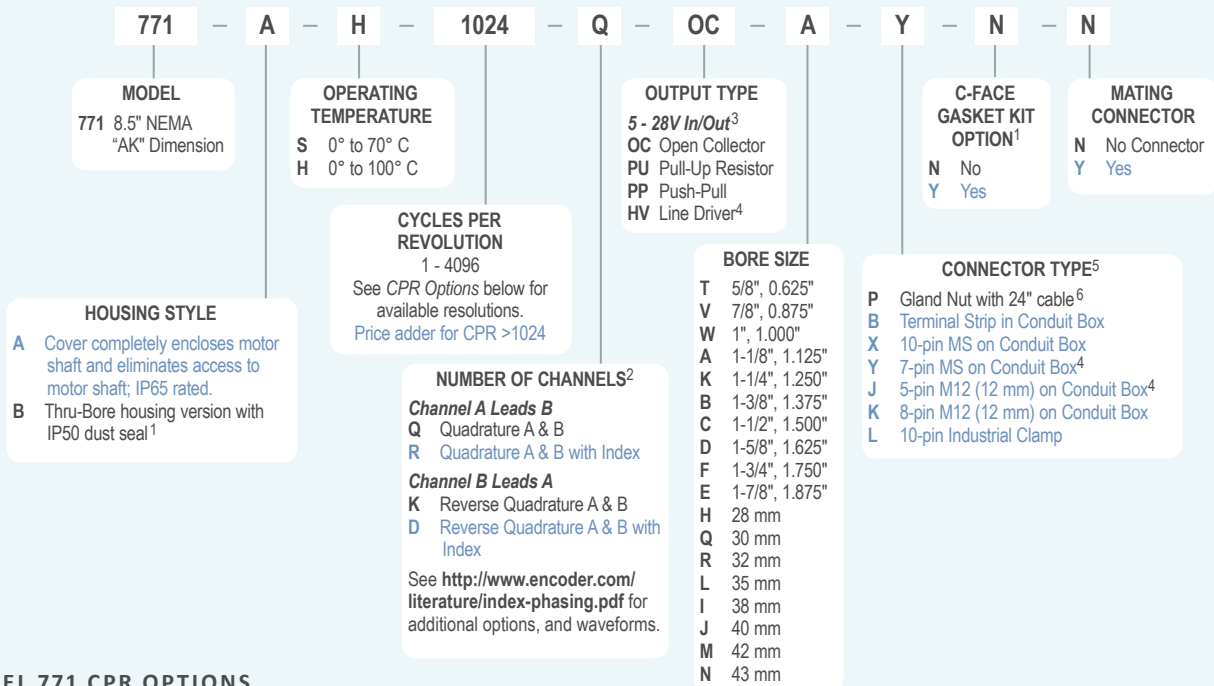 771 – A – H – 1024 – Q – OC – A – Y – N – N
MODEL
771 8.5" NEMA
"AK" Dimension
OPERATING
TEMPERATURE
S 0° to 70° C
H 0° to 100° C
OUTPUT TYPE
5 - 28V In/Out3
OC Open Collector
PU Pull-Up Resistor
PP Push-Pull
HV Line Driver4
C-FACE
GASKET KIT
OPTION1
N No
Y Yes
MATING
CONNECTOR
N No Connector
Y Yes
CYCLES PER
REVOLUTION
1 - 4096
See CPR Options below for
available resolutions.
Price adder for CPR >1024
HOUSING STYLE
A Cover completely encloses motor
shaft and eliminates access to
motor shaft; IP65 rated.
B Thru-Bore housing version with
IP50 dust seal1
NUMBER OF CHANNELS2
Channel A Leads B
Q Quadrature A & B
R Quadrature A & B with Index
Channel B Leads A
K Reverse Quadrature A & B
D Reverse Quadrature A & B with
Index
See http://www.encoder.com/
literature/index-phasing.pdf for
additional options, and waveforms.
BORE SIZE
T 5/8", 0.625"
V 7/8", 0.875"
W 1", 1.000"
A 1-1/8", 1.125"
K 1-1/4", 1.250"
B 1-3/8", 1.375"
C 1-1/2", 1.500"
D 1-5/8", 1.625"
F 1-3/4", 1.750"
E 1-7/8", 1.875"
H 28 mm
Q 30 mm
R 32 mm
L 35 mm
I 38 mm
J 40 mm
M 42 mm
N 43 mm
CONNECTOR TYPE5
P Gland Nut with 24" cable6
B Terminal Strip in Conduit Box
X 10-pin MS on Conduit Box
Y 7-pin MS on Conduit Box4
J 5-pin M12 (12 mm) on Conduit Box4
K 8-pin M12 (12 mm) on Conduit Box
L 10-pin Industrial Clamp
771 CPR OPTIONS